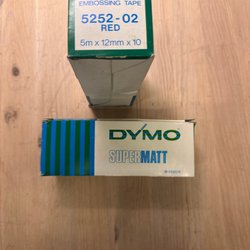 EMBOSSING TAPE
5252-02
RED
5m x 12mm x 10
DYMO
SUPERMATT